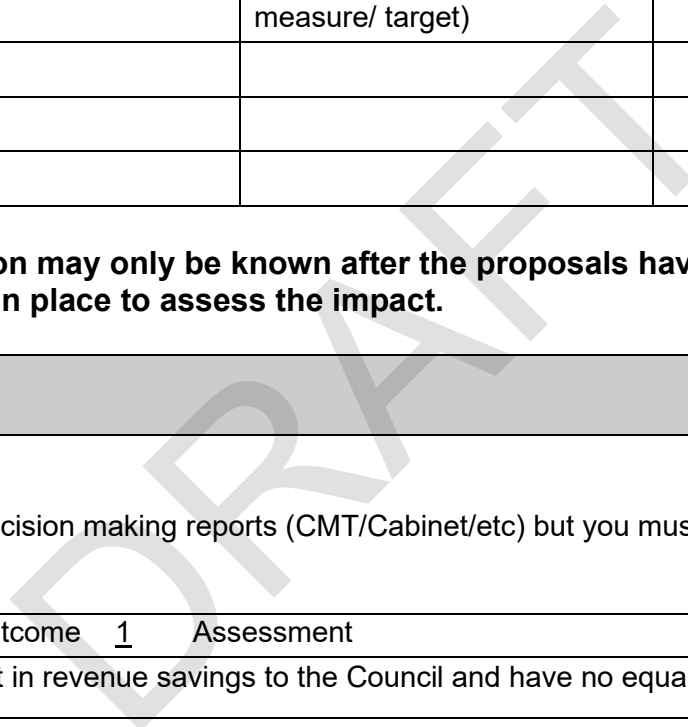 measure/ target)
on may only be known after the proposals hav
n place to assess the impact.
cision making reports (CMT/Cabinet/etc) but you mus
tcome 1 Assessment
t in revenue savings to the Council and have no equa
DRAFT